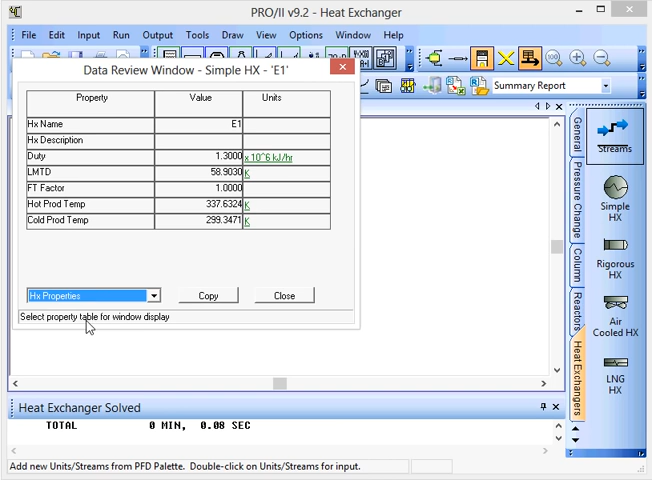 PRO/II v9.2 - Heat Exchanger
File Edit Input Run Output Tools Draw View Options Window Help
Summary Report
Data Review Window - Simple HX - 'E1'
Property Value Units
Hx Name E1
Hx Description
Duty 1.3000 x 10^6 kJ/hr
LMTD 58.9030 K
FT Factor 1.0000
Hot Prod Temp 337.6324 K
Cold Prod Temp 299.3471 K
Hx Properties Copy Close
Select property table for window display
General
Pressure Change
Column
Reactors
Heat Exchangers
Streams
Simple
HX
Rigorous
HX
Air
Cooled HX
LNG
HX
Heat Exchanger Solved
TOTAL 0 MIN, 0.08 SEC
Add new Units/Streams from PFD Palette. Double-click on Units/Streams for input.